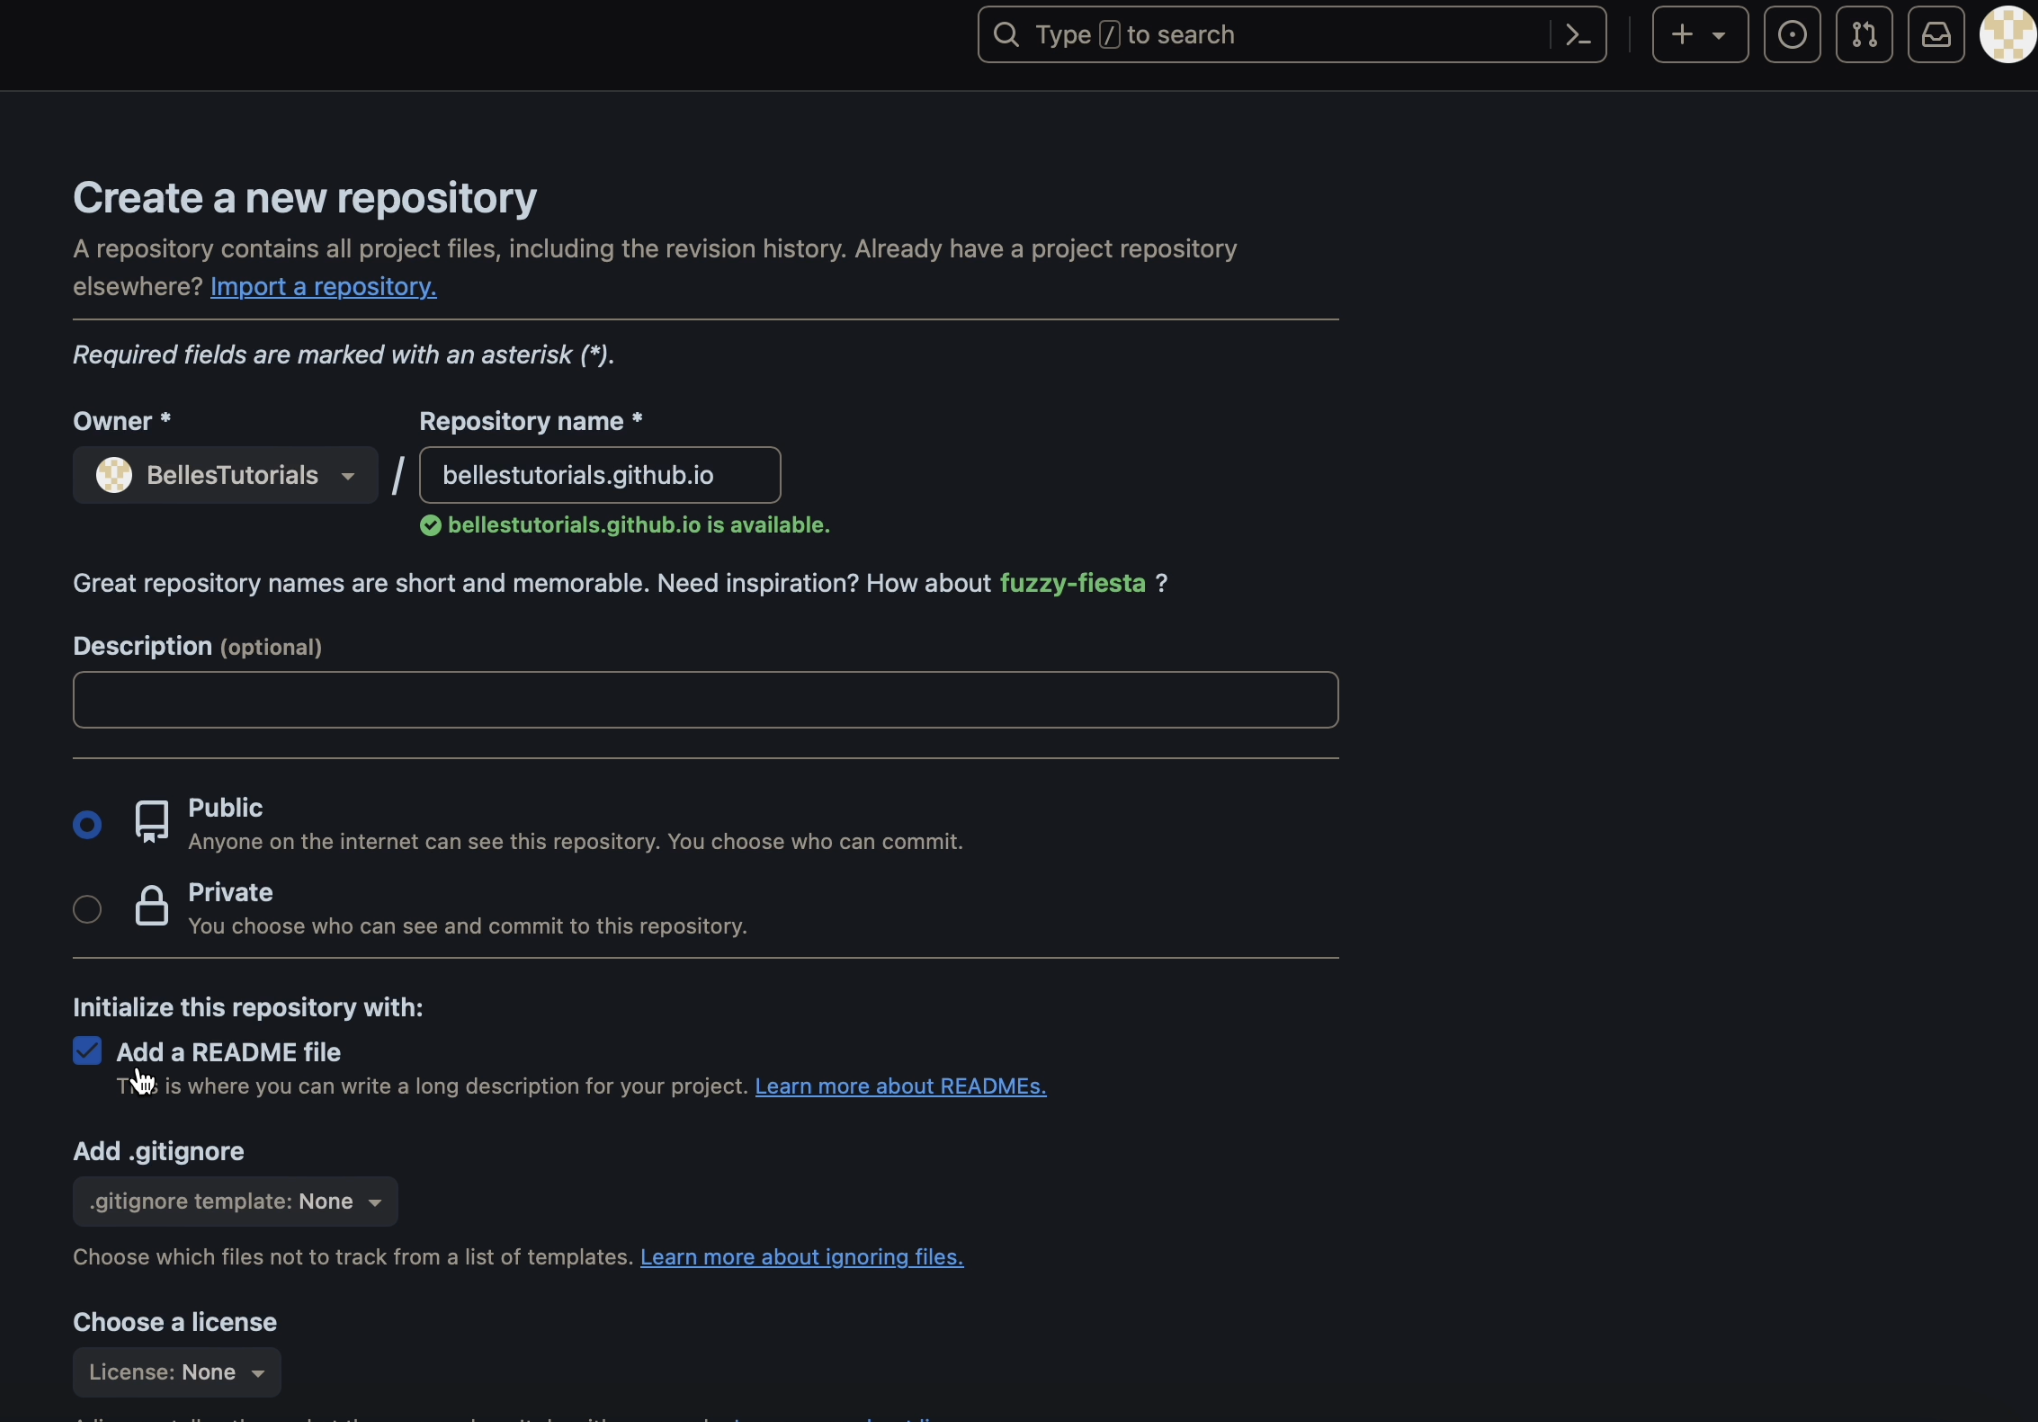 Type / to search
Create a new repository
A repository contains all project files, including the revision history. Already have a project repository
elsewhere? Import a repository.
Required fields are marked with an asterisk (*).
Owner * Repository name *
BellesTutorials / bellestutorials.github.io
bellestutorials.github.io is available.
Great repository names are short and memorable. Need inspiration? How about fuzzy-fiesta ?
Description (optional)
Public
Anyone on the internet can see this repository. You choose who can commit.
Private
You choose who can see and commit to this repository.
Initialize this repository with:
Add a README file
This is where you can write a long description for your project. Learn more about READMEs.
Add .gitignore
.gitignore template: None
Choose which files not to track from a list of templates. Learn more about ignoring files.
Choose a license
License: None